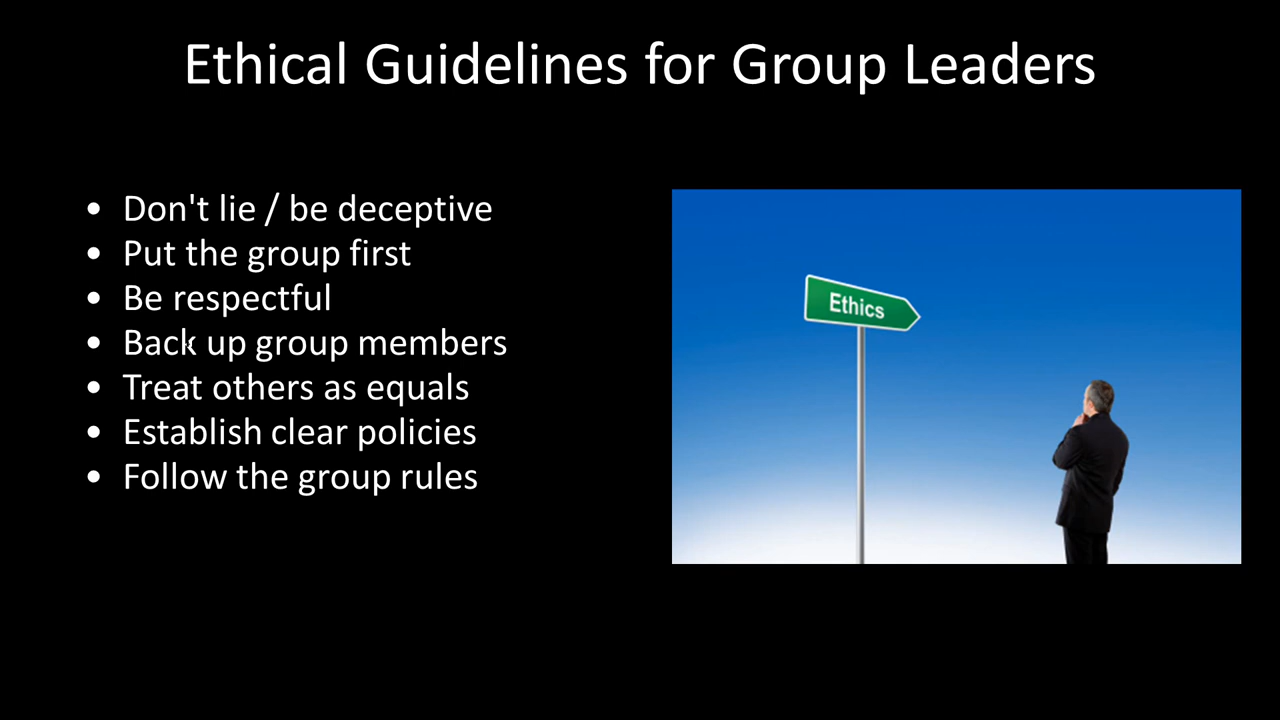 Ethical Guidelines for Group Leaders
• Don't lie / be deceptive
• Put the group first
• Be respectful
• Back up group members
• Treat others as equals
• Establish clear policies
• Follow the group rules
Ethics